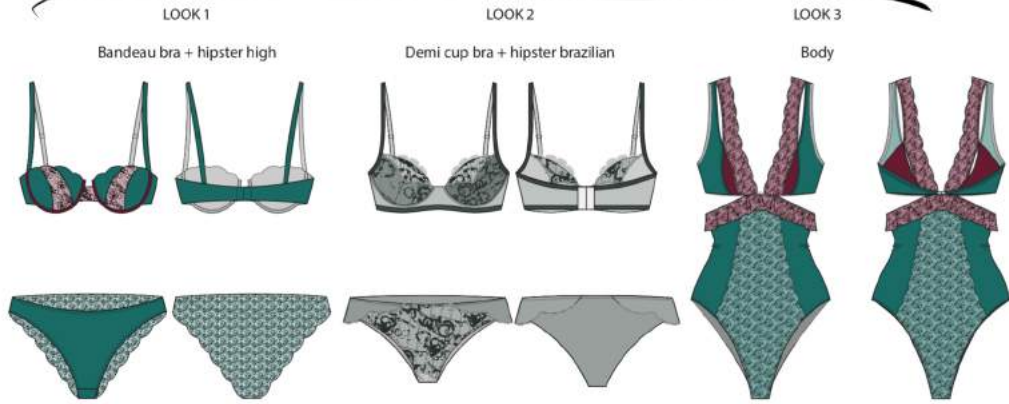 LOOK 1
LOOK 2
LOOK 3
Bandeau bra + hipster high
Demi cup bra + hipster brazilian
Body